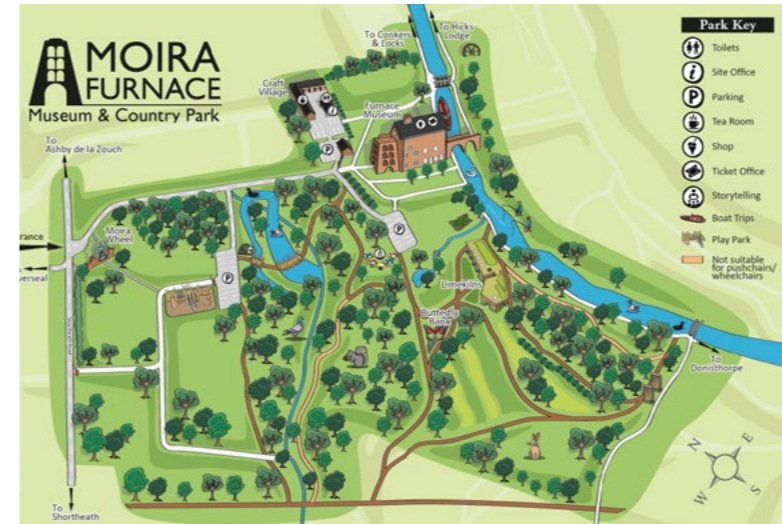 MOIRA
FURNACE
Museum & Country Park
To Conkers
& Locks
To Hicks
Lodge
Craft
Village
Furnace
Museum
To
Ashby de la Zouch
Moira
Wheel
rance
verseal
Limekilns
Butterfly
Bank
To
Donisthorpe
To
Shortheath
N
E
S
W
Park Key
Toilets
i
Site Office
P
Parking
Tea Room
Shop
Ticket Office
Storytelling
Boat Trips
Play Park
Not suitable
for pushchairs/
wheelchairs
P
P
P
i